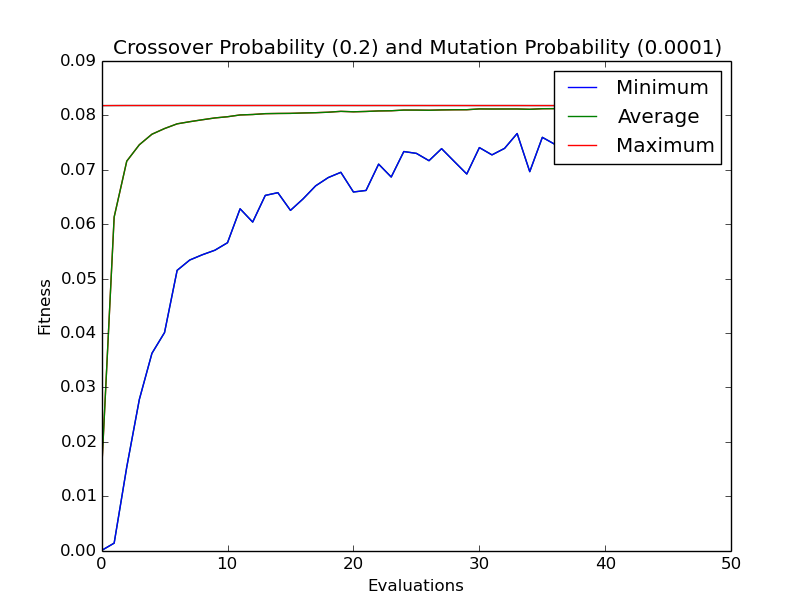 Crossover Probability (0.2) and Mutation Probability (0.0001)
0.09
0.08
0.07
0.06
0.05
0.04
0.03
0.02
0.01
0.00
Fitness
Minimum
Average
Maximum
0 10 20 30 40 50
Evaluations